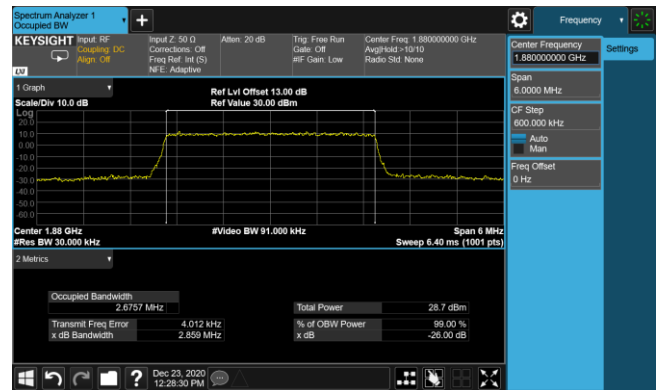 Spectrum Analyzer 1
Occupied BW
Frequency
KEYSIGHT
Input: RF
Coupling: DC
Align: Off
Input Z: 50 Ω
Corrections: Off
Freq Ref: Int (S)
NFE: Adaptive
Atten: 20 dB
Trig: Free Run
Gate: Off
#IF Gain: Low
Center Freq: 1.880000000 GHz
Avg|Hold:>10/10
Radio Std: None
Center Frequency
1.880000000 GHz
Settings
Span
6.0000 MHz
CF Step
600.000 kHz
Auto
Man
Freq Offset
0 Hz
1 Graph
Scale/Div 10.0 dB
Ref Lvl Offset 13.00 dB
Ref Value 30.00 dBm
Log
20.0
10.0
0.00
-10.0
-20.0
-30.0
-40.0
-50.0
-60.0
Center 1.88 GHz
#Video BW 91.000 kHz
Span 6 MHz
#Res BW 30.000 kHz
Sweep 6.40 ms (1001 pts)
2 Metrics
Occupied Bandwidth
2.6757 MHz
Total Power 28.7 dBm
Transmit Freq Error 4.012 kHz
% of OBW Power 99.00 %
x dB Bandwidth 2.859 MHz
x dB -26.00 dB
?
Dec 23, 2020
12:28:30 PM